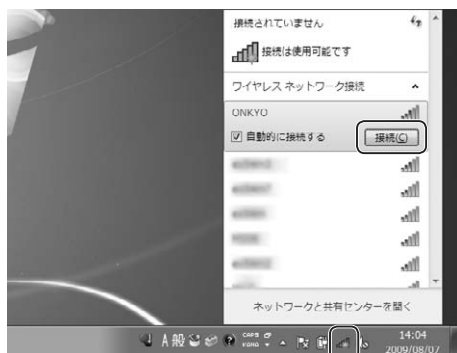 接続されていません
接続は使用可能です
ワイヤレス ネットワーク接続
ONKYO
自動的に接続する
接続(C)
ネットワークと共有センターを開く
A 般
CAPS
KANA
14:04
2009/08/07